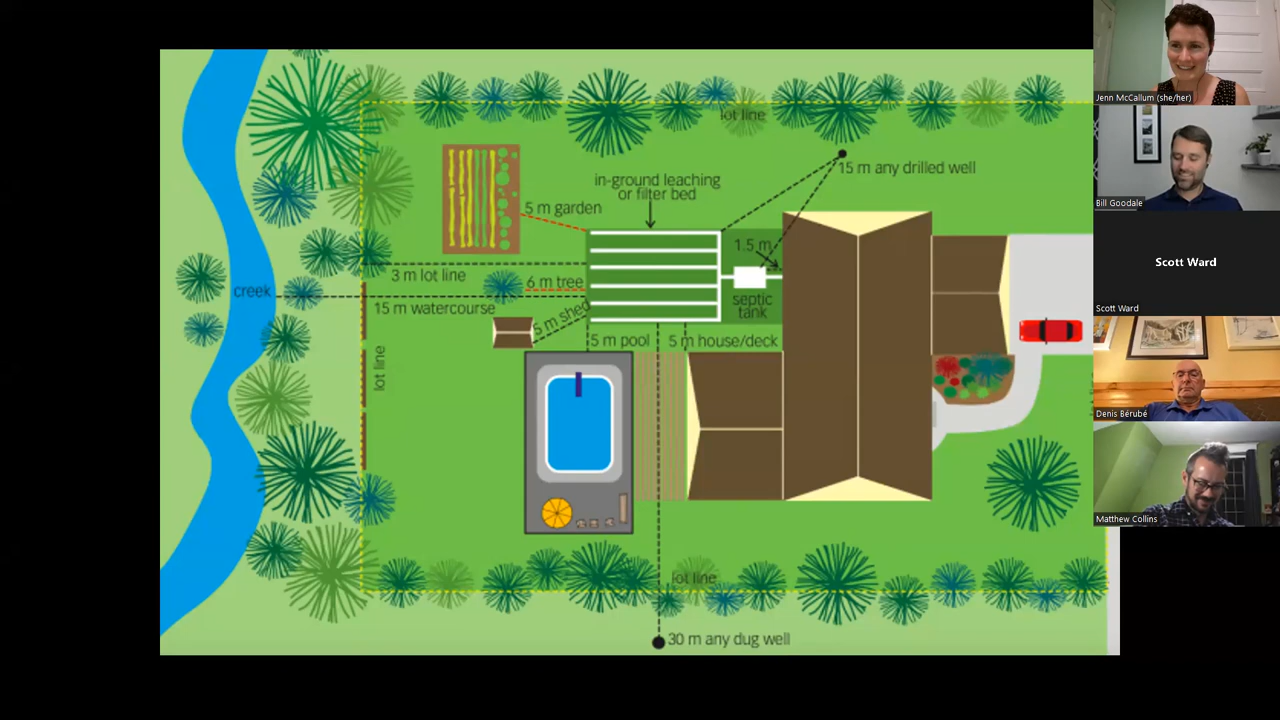 lot line
15 m any drilled well
in-ground leaching
or filter bed
5 m garden
1.5 m
3 m lot line
6 m tree
creek
15 m watercourse
septic
tank
5 m shed
5 m pool
5 m house/deck
lot line
lot line
30 m any dug well
Jenn McCallum (she/her)
Bill Goodale
Scott Ward
Scott Ward
Denis Bérubé
Matthew Collins